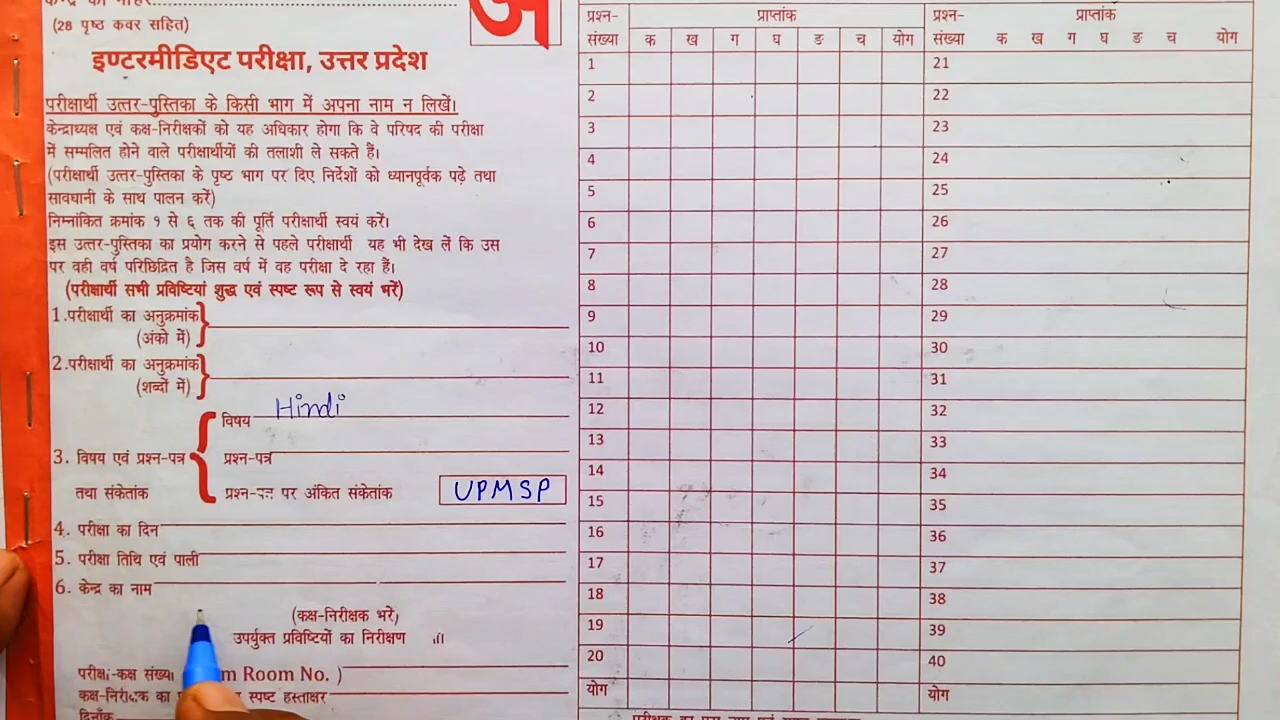 (28 पृष्ठ कवर सहित)
अ
इण्टरमीडिएट परीक्षा, उत्तर प्रदेश
परीक्षार्थी उत्तर-पुस्तिका के किसी भाग में अपना नाम न लिखें।
केन्द्राध्यक्ष एवं कक्ष-निरीक्षकों को यह अधिकार होगा कि वे परिषद की परीक्षा
में सम्मलित होने वाले परीक्षार्थीयों की तलाशी ले सकते हैं।
(परीक्षार्थी उत्तर-पुस्तिका के पृष्ठ भाग पर दिए निर्देशों को ध्यानपूर्वक पढ़े तथा
सावधानी के साथ पालन करें)
निम्नांकित क्रमांक १ से ६ तक की पूर्ति परीक्षार्थी स्वयं करें।
इस उत्तर-पुस्तिका का प्रयोग करने से पहले परीक्षार्थी यह भी देख लें कि उस
पर वही वर्ष परिछिद्रित है जिस वर्ष में वह परीक्षा दे रहा हैं।
(परीक्षार्थी सभी प्रविष्टियां शुद्ध एवं स्पष्ट रूप से स्वयं भरें)
1.परीक्षार्थी का अनुक्रमांक
(अंको में)
2.परीक्षार्थी का अनुक्रमांक
(शब्दों में)
विषय Hindi
3. विषय एवं प्रश्न-पत्र प्रश्न-पत्र
तथा संकेतांक प्रश्न-पत्र पर अंकित संकेतांक UPMSP
4. परीक्षा का दिन
5. परीक्षा तिथि एवं पाली
6. केन्द्र का नाम
(कक्ष-निरीक्षक भरें)
उपर्युक्त प्रविष्टियों का निरीक्षण
परीक्षा-कक्ष संख्या Room No. )
कक्ष-निरीक्षक का स्पष्ट हस्ताक्षर
दिनाँक
प्रश्न- प्राप्तांक प्रश्न- प्राप्तांक
संख्या क ख ग घ ङ च योग संख्या क ख ग घ ङ च योग
1 21
2 22
3 23
4 24
5 25
6 26
7 27
8 28
9 29
10 30
11 31
12 32
13 33
14 34
15 35
16 36
17 37
18 38
19 39
20 40
योग योग